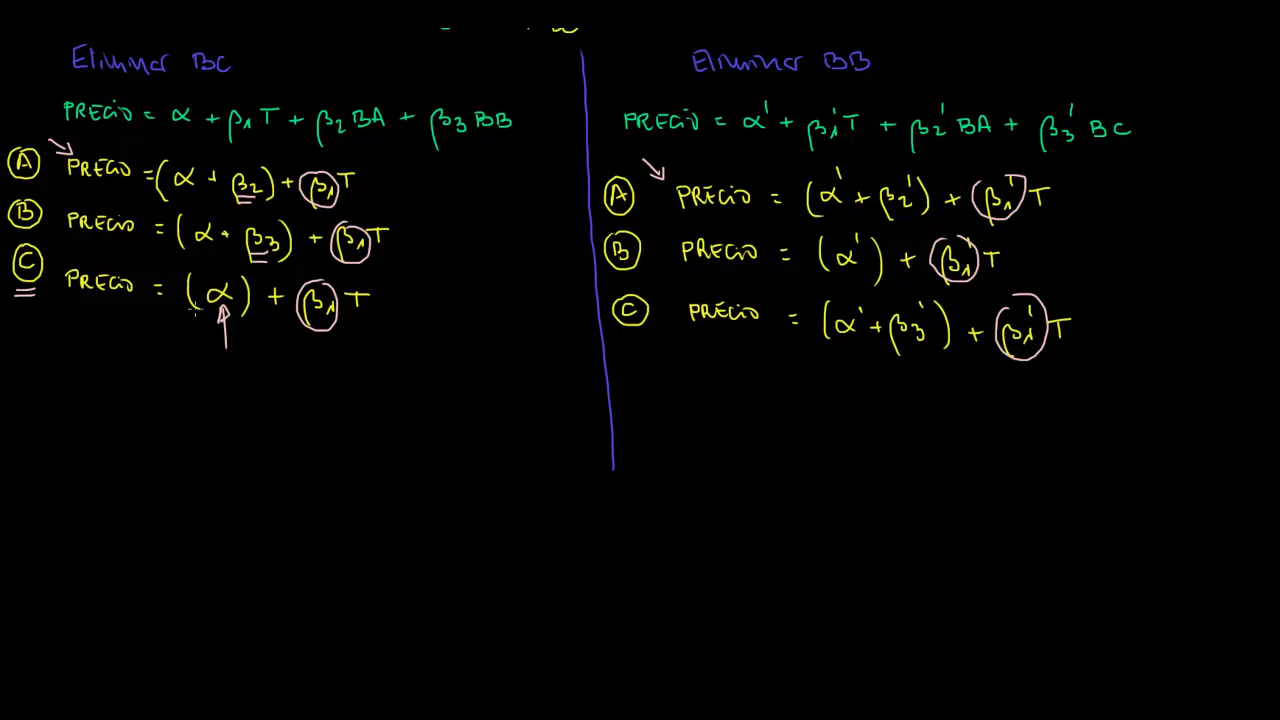 Eliminar BC
PRECIO = α + β1 T + β2 BA + β3 BB
A PRECIO = (α + β2) + β1 T
B PRECIO = (α + β3) + β1 T
C PRECIO = (α) + β1 T
Eliminar BB
PRECIO = α' + β1' T + β2' BA + β3' BC
A PRECIO = (α' + β2') + β1' T
B PRECIO = (α') + β1' T
C PRECIO = (α' + β3') + β1' T